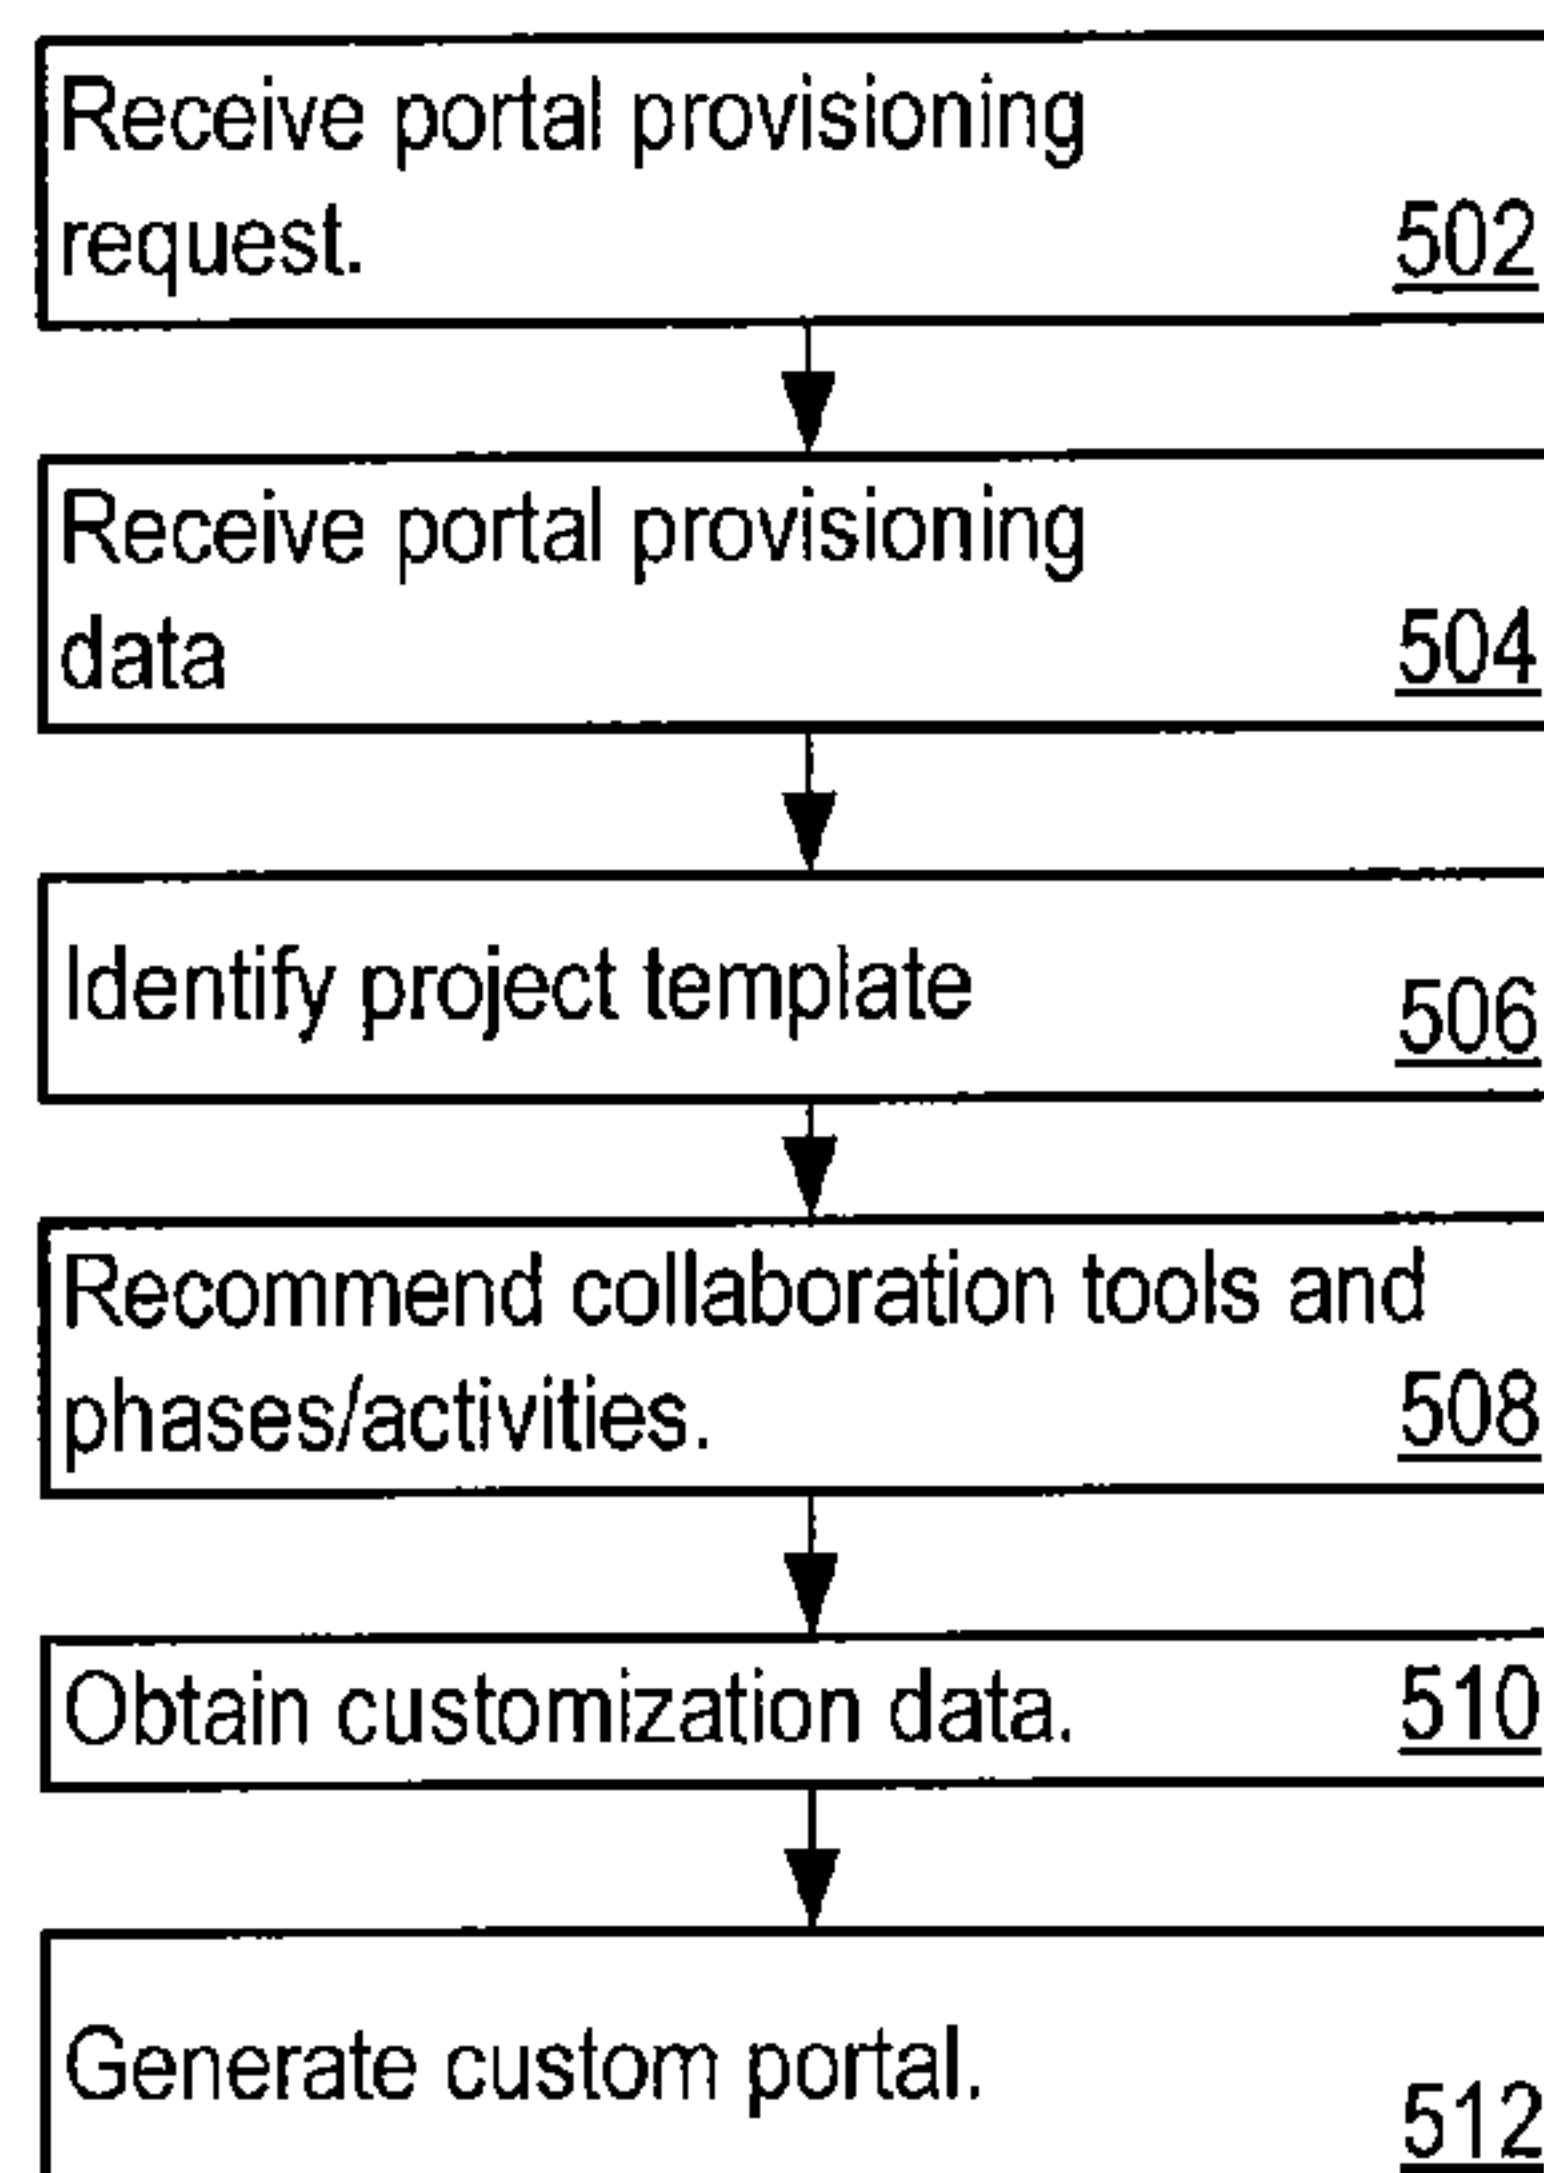 Receive portal provisioning
request. 502
Receive portal provisioning
data 504
Identify project template 506
Recommend collaboration tools and
phases/activities. 508
Obtain customization data. 510
Generate custom portal.
512